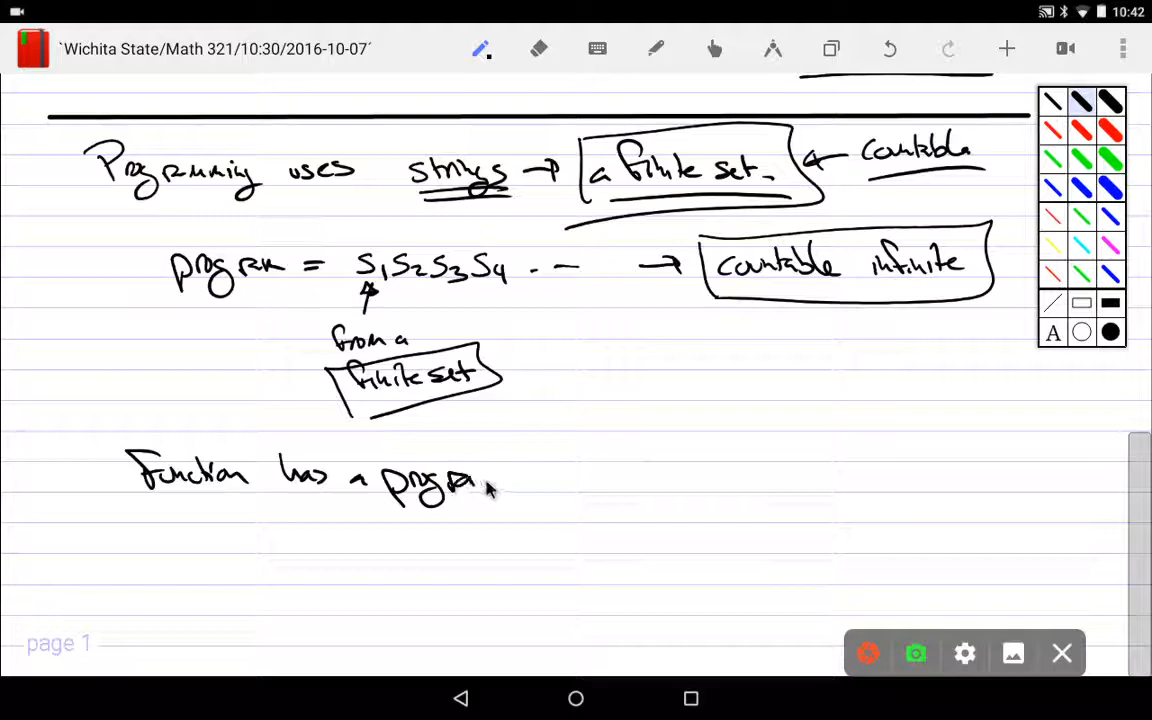 10:42
`Wichita State/Math 321/10:30/2016-10-07´
Programming uses strings → a finite set. ← countable
program = S₁S₂S₃S₄ . – – → countable infinite
from a
finite set
Function has a progra
A
page 1